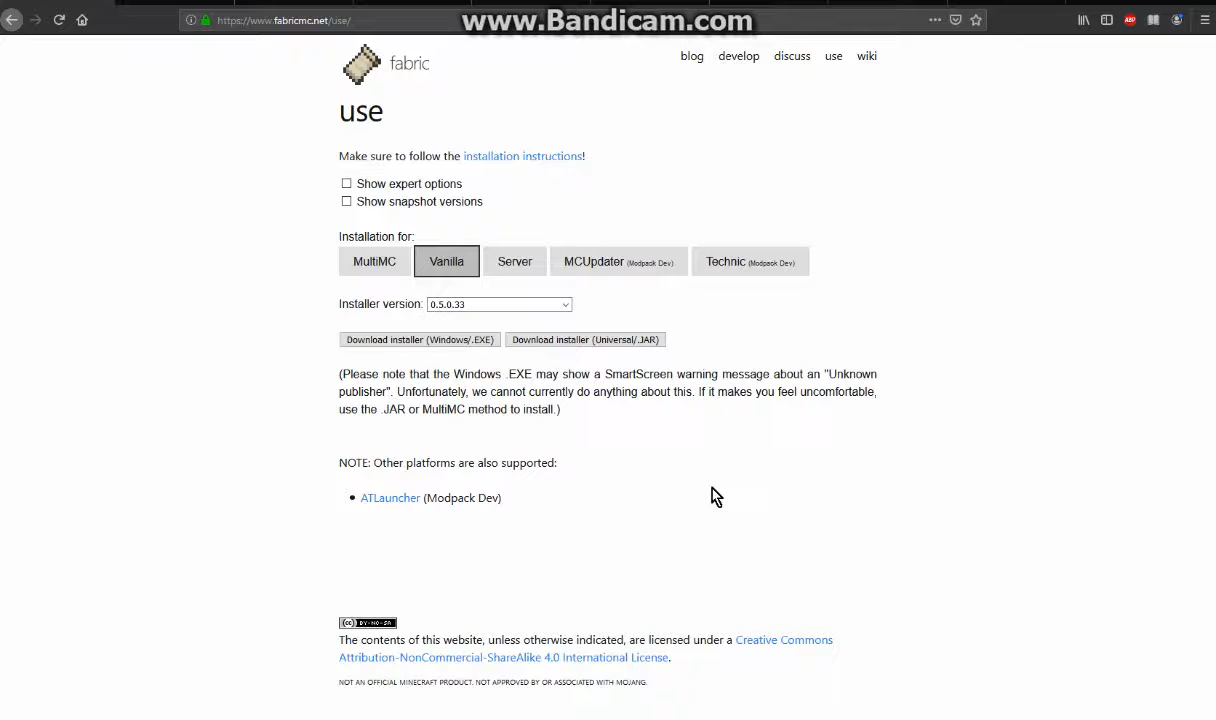 https://www.fabricmc.net/use/
www.Bandicam.com
ABP
fabric
blog develop discuss use wiki
use
Make sure to follow the installation instructions!
Show expert options
Show snapshot versions
Installation for:
MultiMC Vanilla Server MCUpdater (Modpack Dev) Technic (Modpack Dev)
Installer version: 0.5.0.33
Download installer (Windows/.EXE) Download installer (Universal/.JAR)
(Please note that the Windows .EXE may show a SmartScreen warning message about an "Unknown
publisher". Unfortunately, we cannot currently do anything about this. If it makes you feel uncomfortable,
use the .JAR or MultiMC method to install.)
NOTE: Other platforms are also supported:
ATLauncher (Modpack Dev)
cc BY-NC-SA
The contents of this website, unless otherwise indicated, are licensed under a Creative Commons
Attribution-NonCommercial-ShareAlike 4.0 International License.
NOT AN OFFICIAL MINECRAFT PRODUCT. NOT APPROVED BY OR ASSOCIATED WITH MOJANG.